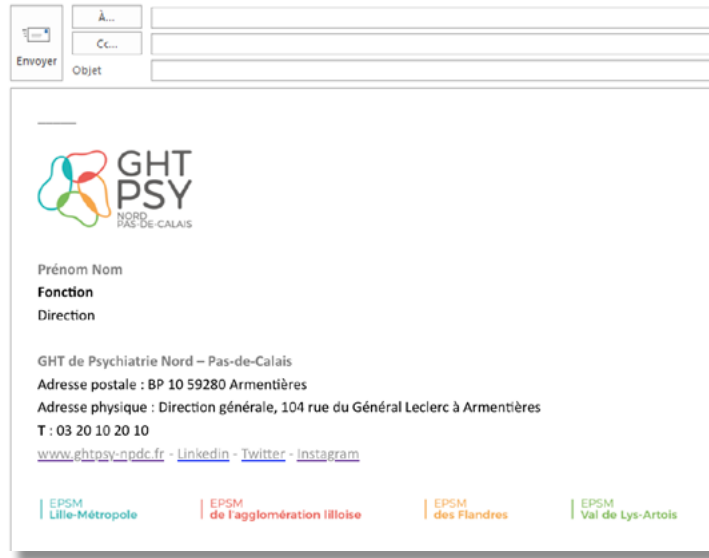 À...
Cc...
Envoyer
Objet
GHT
PSY
NORD
PAS-DE-CALAIS
Prénom Nom
Fonction
Direction
GHT de Psychiatrie Nord – Pas-de-Calais
Adresse postale : BP 10 59280 Armentières
Adresse physique : Direction générale, 104 rue du Général Leclerc à Armentières
T : 03 20 10 20 10
www.ghtpsy-npdc.fr - Linkedin - Twitter - Instagram
EPSM EPSM EPSM EPSM
Lille-Métropole de l'agglomération lilloise des Flandres Val de Lys-Artois